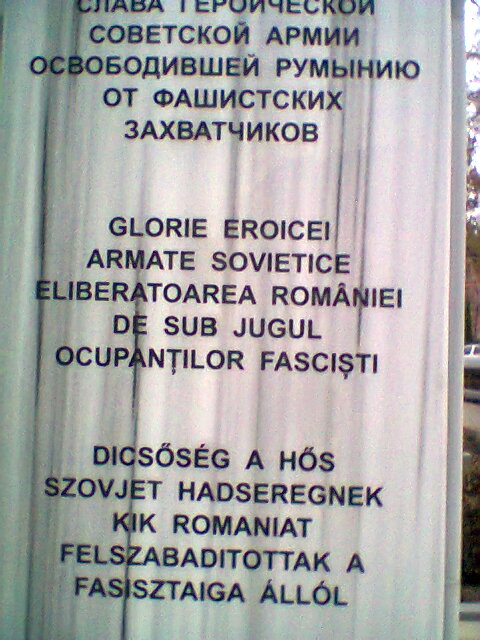 СЛАВА ГЕРОИЧЕСКОЙ
СОВЕТСКОЙ АРМИИ
ОСВОБОДИВШЕЙ РУМЫНИЮ
ОТ ФАШИСТСКИХ
ЗАХВАТЧИКОВ
GLORIE EROICEI
ARMATE SOVIETICE
ELIBERATOAREA ROMÂNIEI
DE SUB JUGUL
OCUPANȚILOR FASCIȘTI
DICSŐSÉG A HŐS
SZOVJET HADSEREGNEK
KIK ROMANIAT
FELSZABADITOTTAK A
FASISZTAIGA ÁLLÓL